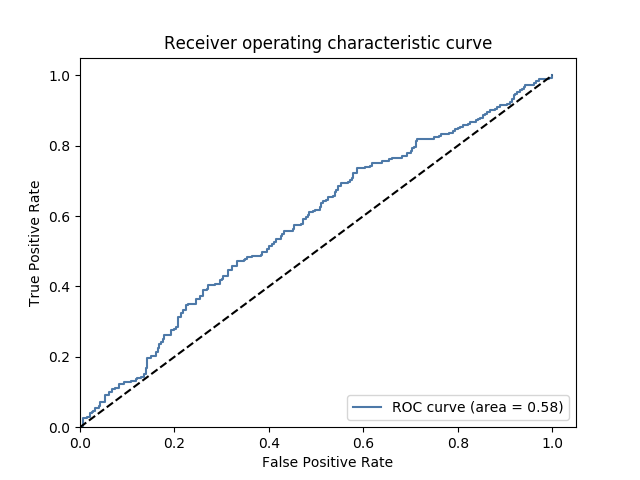 Receiver operating characteristic curve
1.0
0.8
0.6
0.4
0.2
0.0
True Positive Rate
ROC curve (area = 0.58)
0.0 0.2 0.4 0.6 0.8 1.0
False Positive Rate